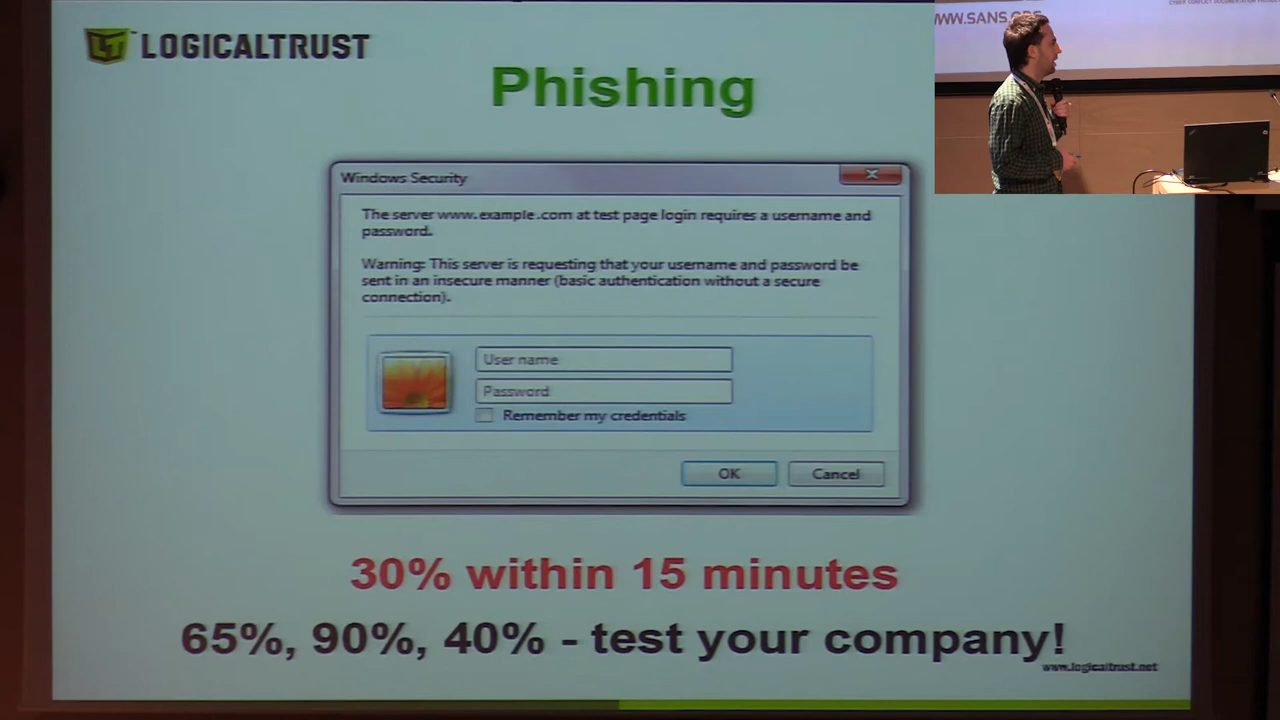 LOGICALTRUST
Phishing
WWW.SANS.ORG
Windows Security
The server www.example.com at test page login requires a username and
password.
Warning: This server is requesting that your username and password be
sent in an insecure manner (basic authentication without a secure
connection).
User name
Password
Remember my credentials
OK
Cancel
30% within 15 minutes
65%, 90%, 40% - test your company!
www.logicaltrust.net